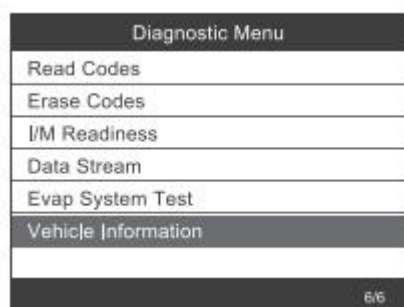 Diagnostic Menu
Read Codes
Erase Codes
I/M Readiness
Data Stream
Evap System Test
Vehicle Information
6/6